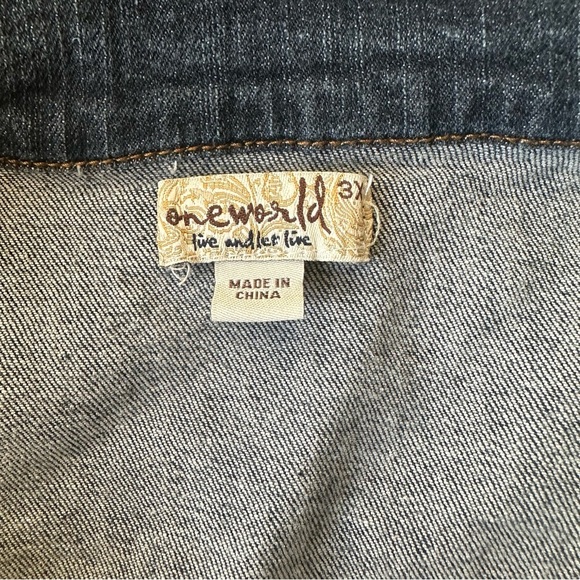 oneworld 3X
live and let live
MADE IN
CHINA